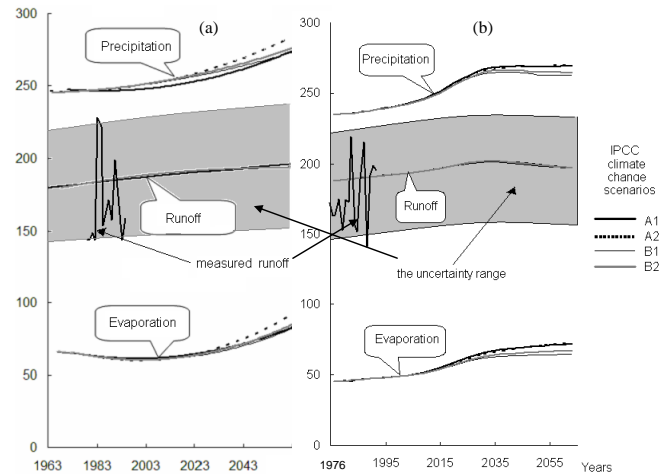 (a)
(b)
300
250
200
150
100
50
0
1963
1983
2003
2023
2043
Precipitation
Runoff
measured runoff
Evaporation
300
250
200
150
100
50
0
1976
1995
2015
2035
2055
Years
Precipitation
Runoff
the uncertainty range
Evaporation
IPCC
climate
change
scenarios
A1
A2
B1
B2